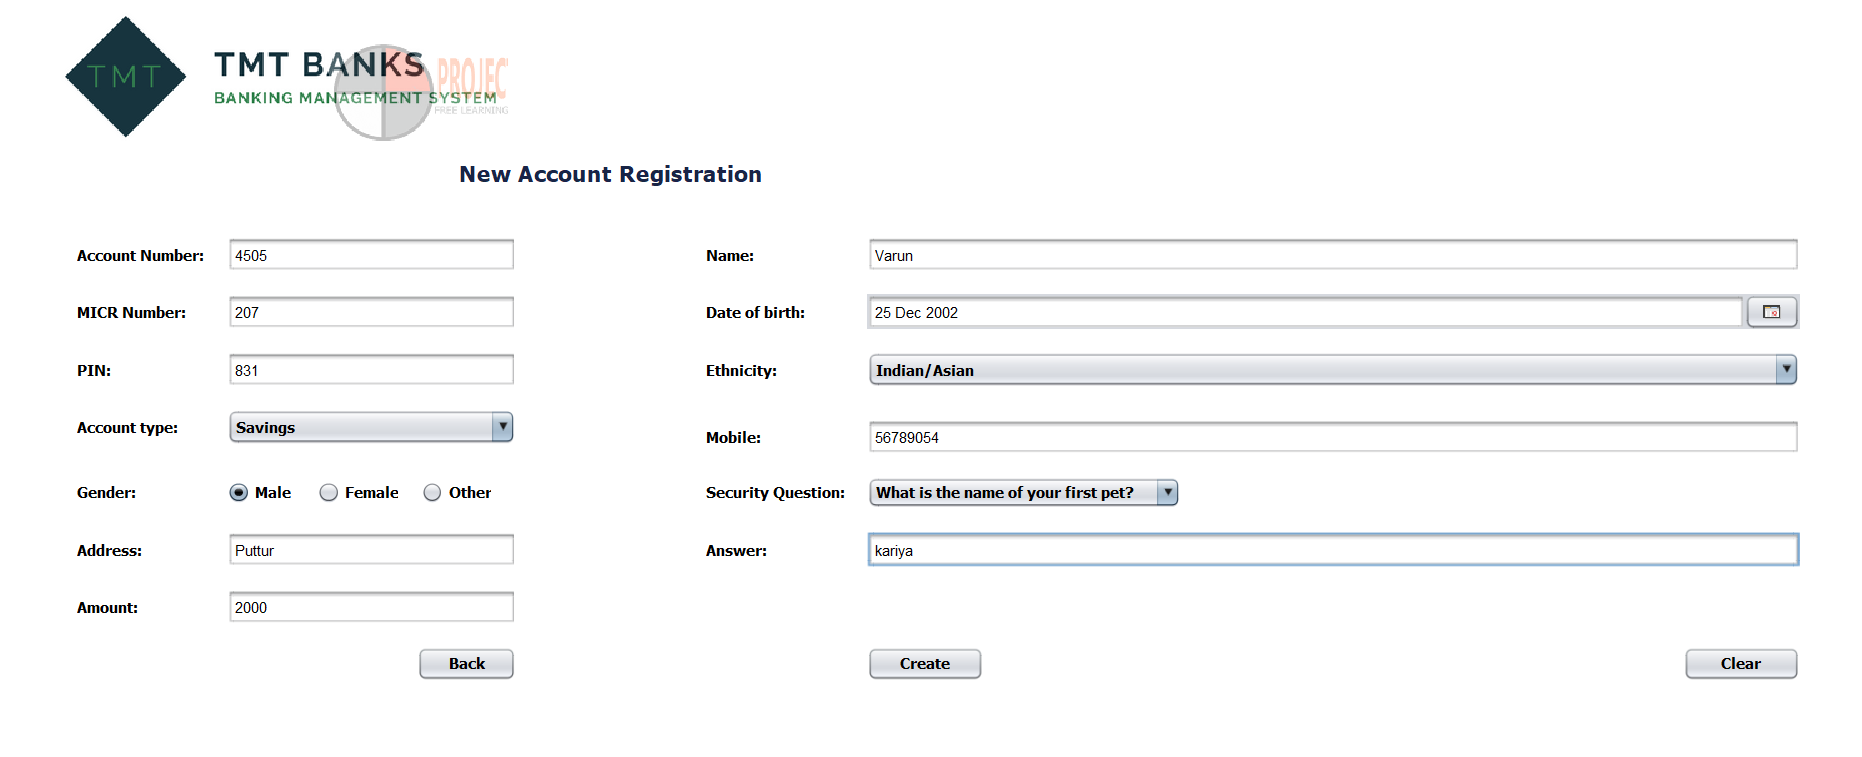 TMT
TMT BANKS
BANKING MANAGEMENT SYSTEM
PROJEC
FREE LEARNING
New Account Registration
Account Number: 4505
Name: Varun
MICR Number: 207
Date of birth: 25 Dec 2002
PIN: 831
Ethnicity: Indian/Asian
Account type: Savings
Mobile: 56789054
Gender: Male Female Other
Security Question: What is the name of your first pet?
Address: Puttur
Answer: kariya
Amount: 2000
Back Create Clear